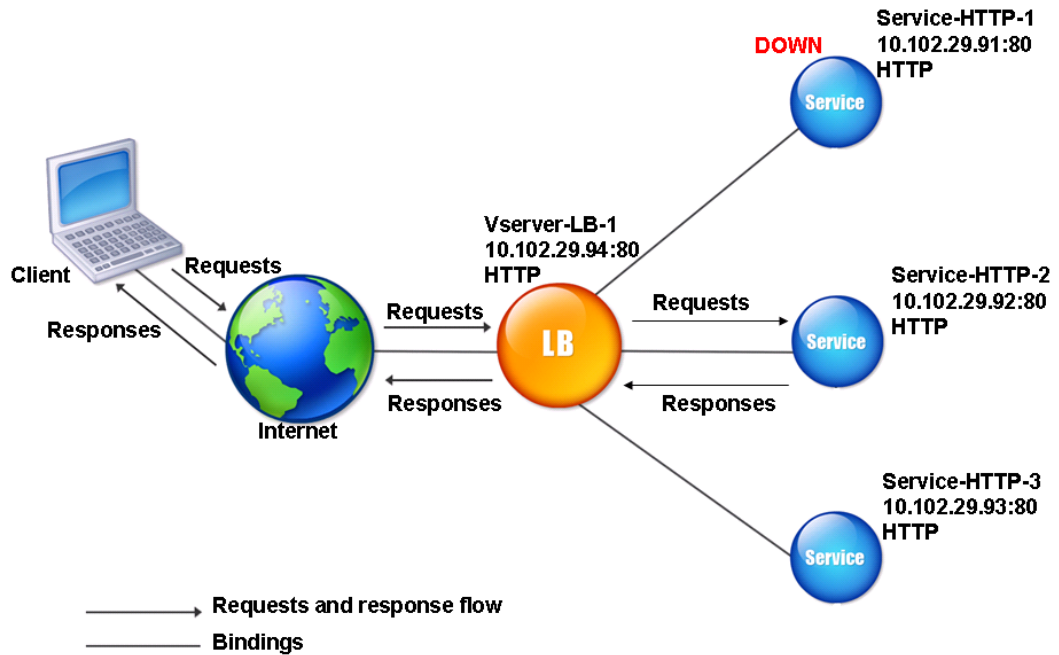 Service-HTTP-1
10.102.29.91:80
HTTP
DOWN
Service
Vserver-LB-1
10.102.29.94:80
HTTP
Client
Requests
Responses
Internet
Requests
Responses
LB
Requests
Responses
Service-HTTP-2
10.102.29.92:80
HTTP
Service
Service-HTTP-3
10.102.29.93:80
HTTP
Service
Requests and response flow
Bindings